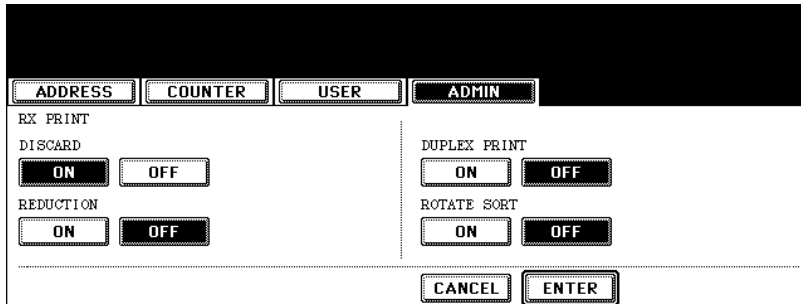 ADDRESS COUNTER USER ADMIN
RX PRINT
DISCARD
ON OFF
REDUCTION
ON OFF
DUPLEX PRINT
ON OFF
ROTATE SORT
ON OFF
CANCEL ENTER